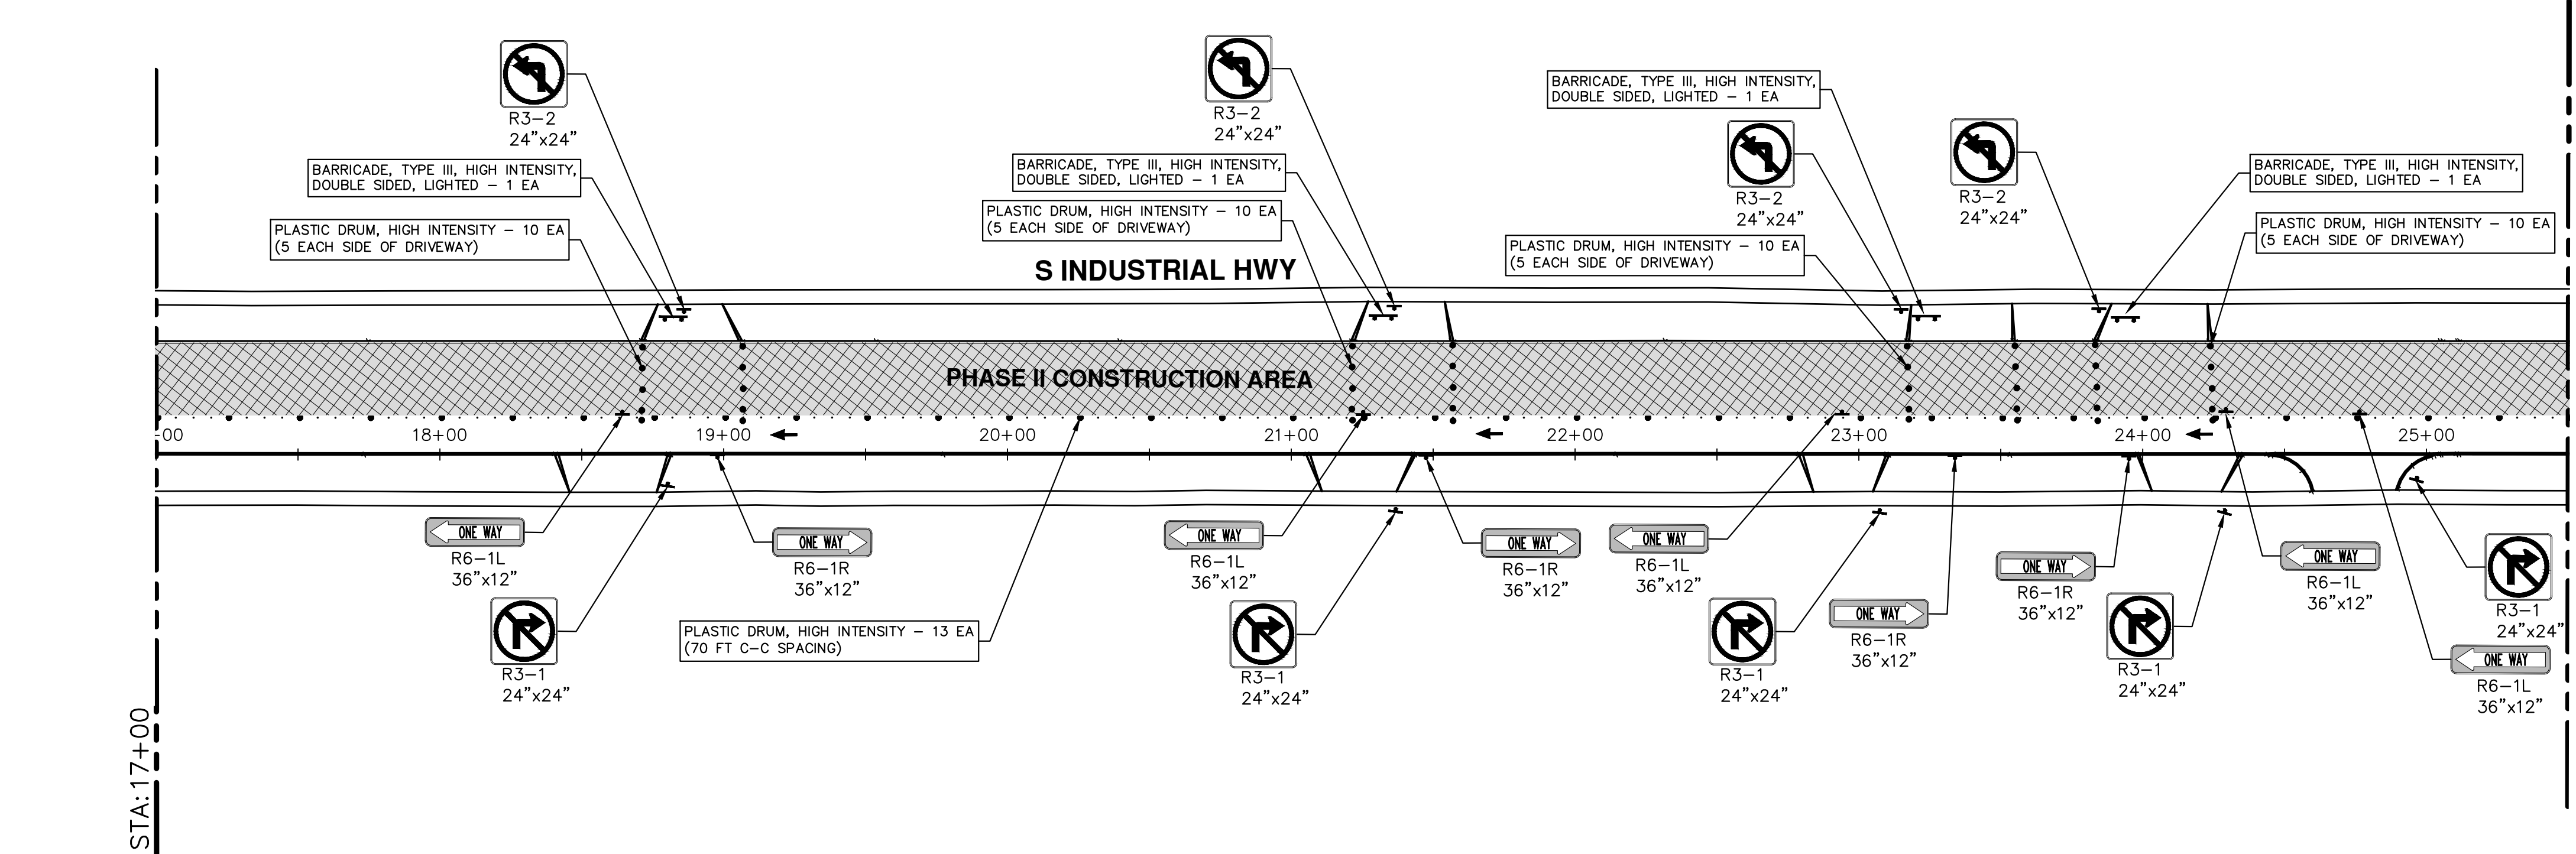 R3-2
24"x24"
BARRICADE, TYPE III, HIGH INTENSITY,
DOUBLE SIDED, LIGHTED – 1 EA
PLASTIC DRUM, HIGH INTENSITY – 10 EA
(5 EACH SIDE OF DRIVEWAY)
R3-2
24"x24"
BARRICADE, TYPE III, HIGH INTENSITY,
DOUBLE SIDED, LIGHTED – 1 EA
PLASTIC DRUM, HIGH INTENSITY – 10 EA
(5 EACH SIDE OF DRIVEWAY)
BARRICADE, TYPE III, HIGH INTENSITY,
DOUBLE SIDED, LIGHTED – 1 EA
R3-2
24"x24"
PLASTIC DRUM, HIGH INTENSITY – 10 EA
(5 EACH SIDE OF DRIVEWAY)
R3-2
24"x24"
BARRICADE, TYPE III, HIGH INTENSITY,
DOUBLE SIDED, LIGHTED – 1 EA
PLASTIC DRUM, HIGH INTENSITY – 10 EA
(5 EACH SIDE OF DRIVEWAY)
S INDUSTRIAL HWY
PHASE II CONSTRUCTION AREA
-00
18+00
19+00
20+00
21+00
22+00
23+00
24+00
25+00
ONE WAY
R6-1L
36"x12"
R3-1
24"x24"
ONE WAY
R6-1R
36"x12"
PLASTIC DRUM, HIGH INTENSITY – 13 EA
(70 FT C-C SPACING)
ONE WAY
R6-1L
36"x12"
R3-1
24"x24"
ONE WAY
R6-1R
36"x12"
ONE WAY
R6-1L
36"x12"
R3-1
24"x24"
ONE WAY
R6-1R
36"x12"
ONE WAY
R6-1R
36"x12"
R3-1
24"x24"
ONE WAY
R6-1L
36"x12"
R3-1
24"x24"
ONE WAY
R6-1L
36"x12"
STA:17+00